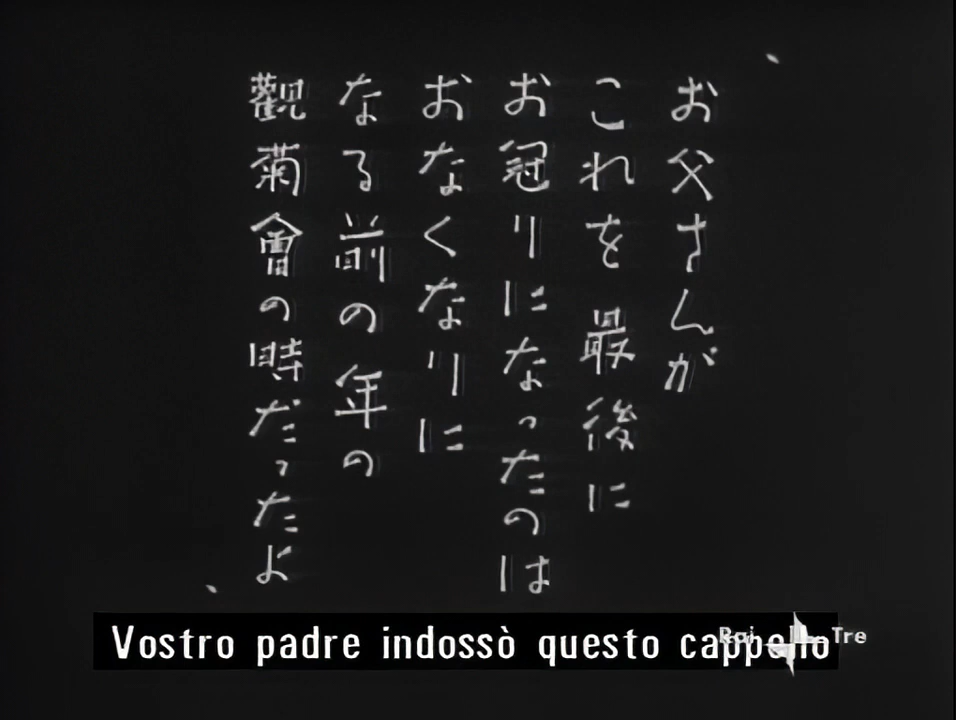 お父さんが
これを最後に
お冠りになったのは
おなくなりに
なる前の年の
觀菊會の時だったよ
Vostro padre indossò questo cappello
Rai Tre